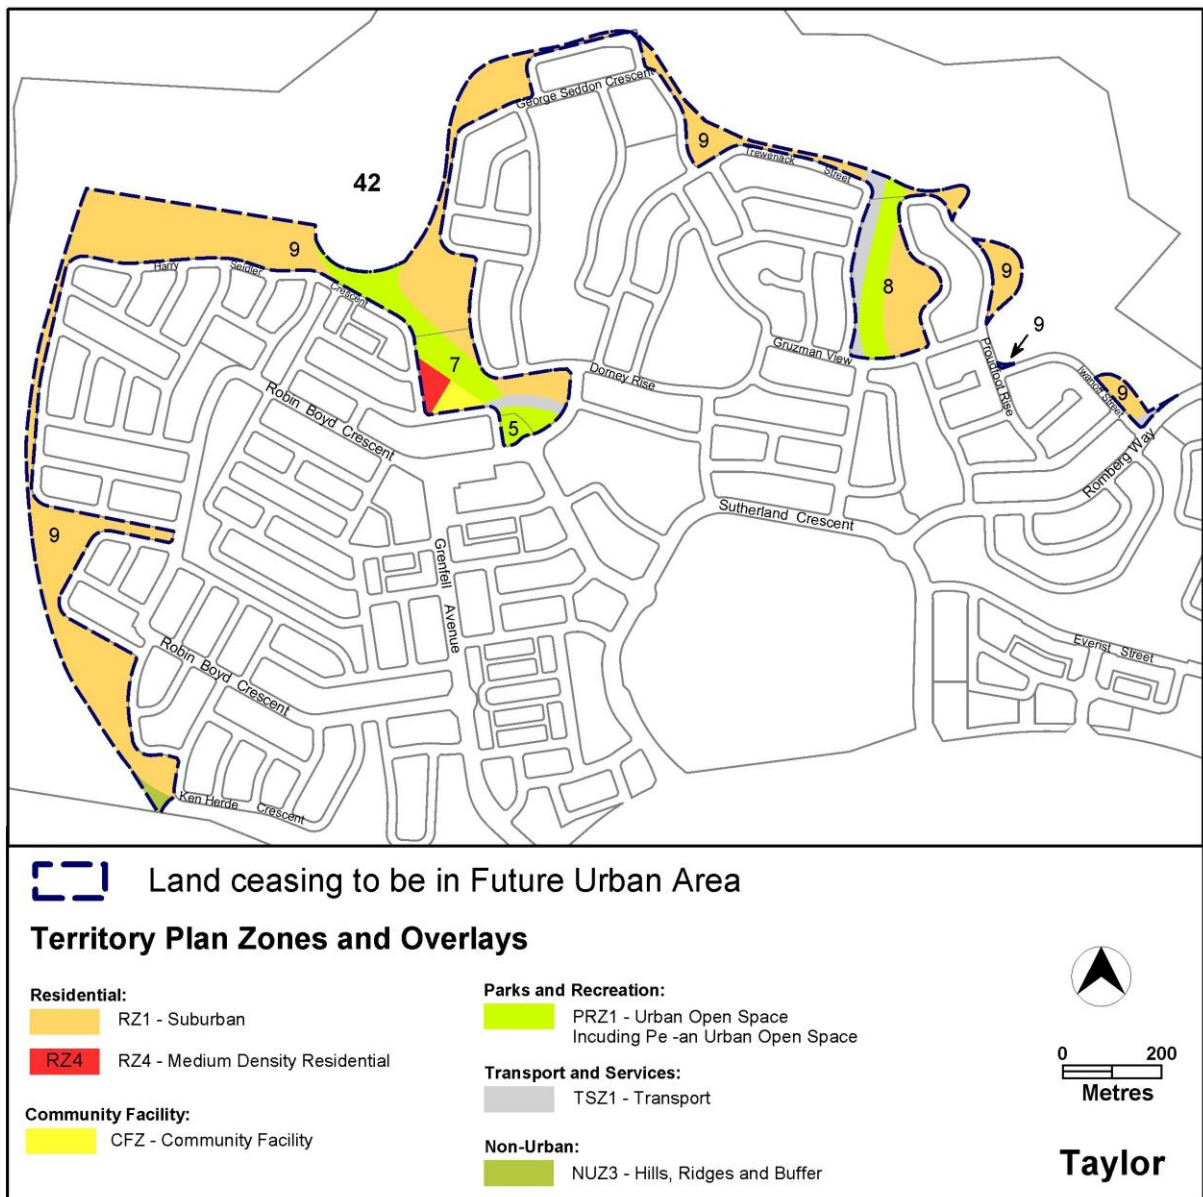 George Seddon Crescent
9
Trewenack
Street
42
9
Harry
Seidler
Crescent
8
9
9
Gruzman View
Proudfoot Rise
7
Dorney Rise
Iwanoff Street
9
Robin Boyd Crescent
5
Romberg Way
Sutherland Crescent
9
Grenfell
Avenue
Robin Boyd Crescent
Everist Street
Ken Herde Crescent
Land ceasing to be in Future Urban Area
Territory Plan Zones and Overlays
Residential:
RZ1 - Suburban
RZ4
RZ4 - Medium Density Residential
Community Facility:
CFZ - Community Facility
Parks and Recreation:
PRZ1 - Urban Open Space
Incuding Pe -an Urban Open Space
Transport and Services:
TSZ1 - Transport
Non-Urban:
NUZ3 - Hills, Ridges and Buffer
0 200
Metres
Taylor